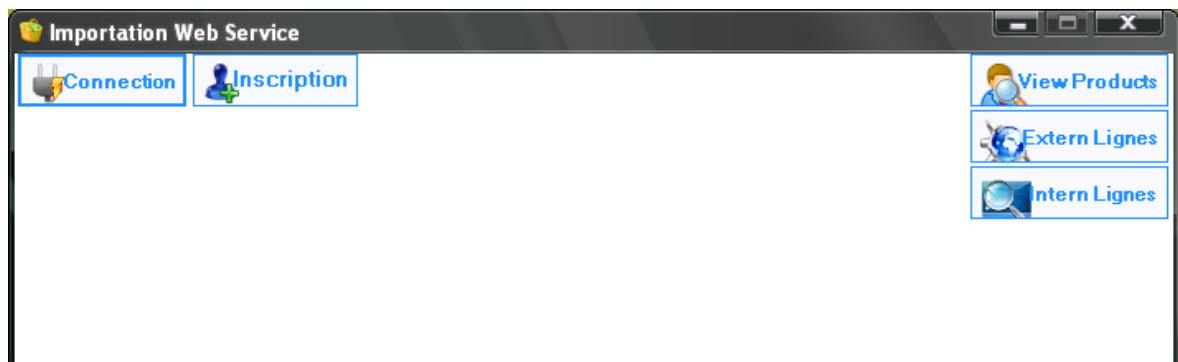 Importation Web Service
Connection
Inscription
View Products
Extern Lignes
Intern Lignes